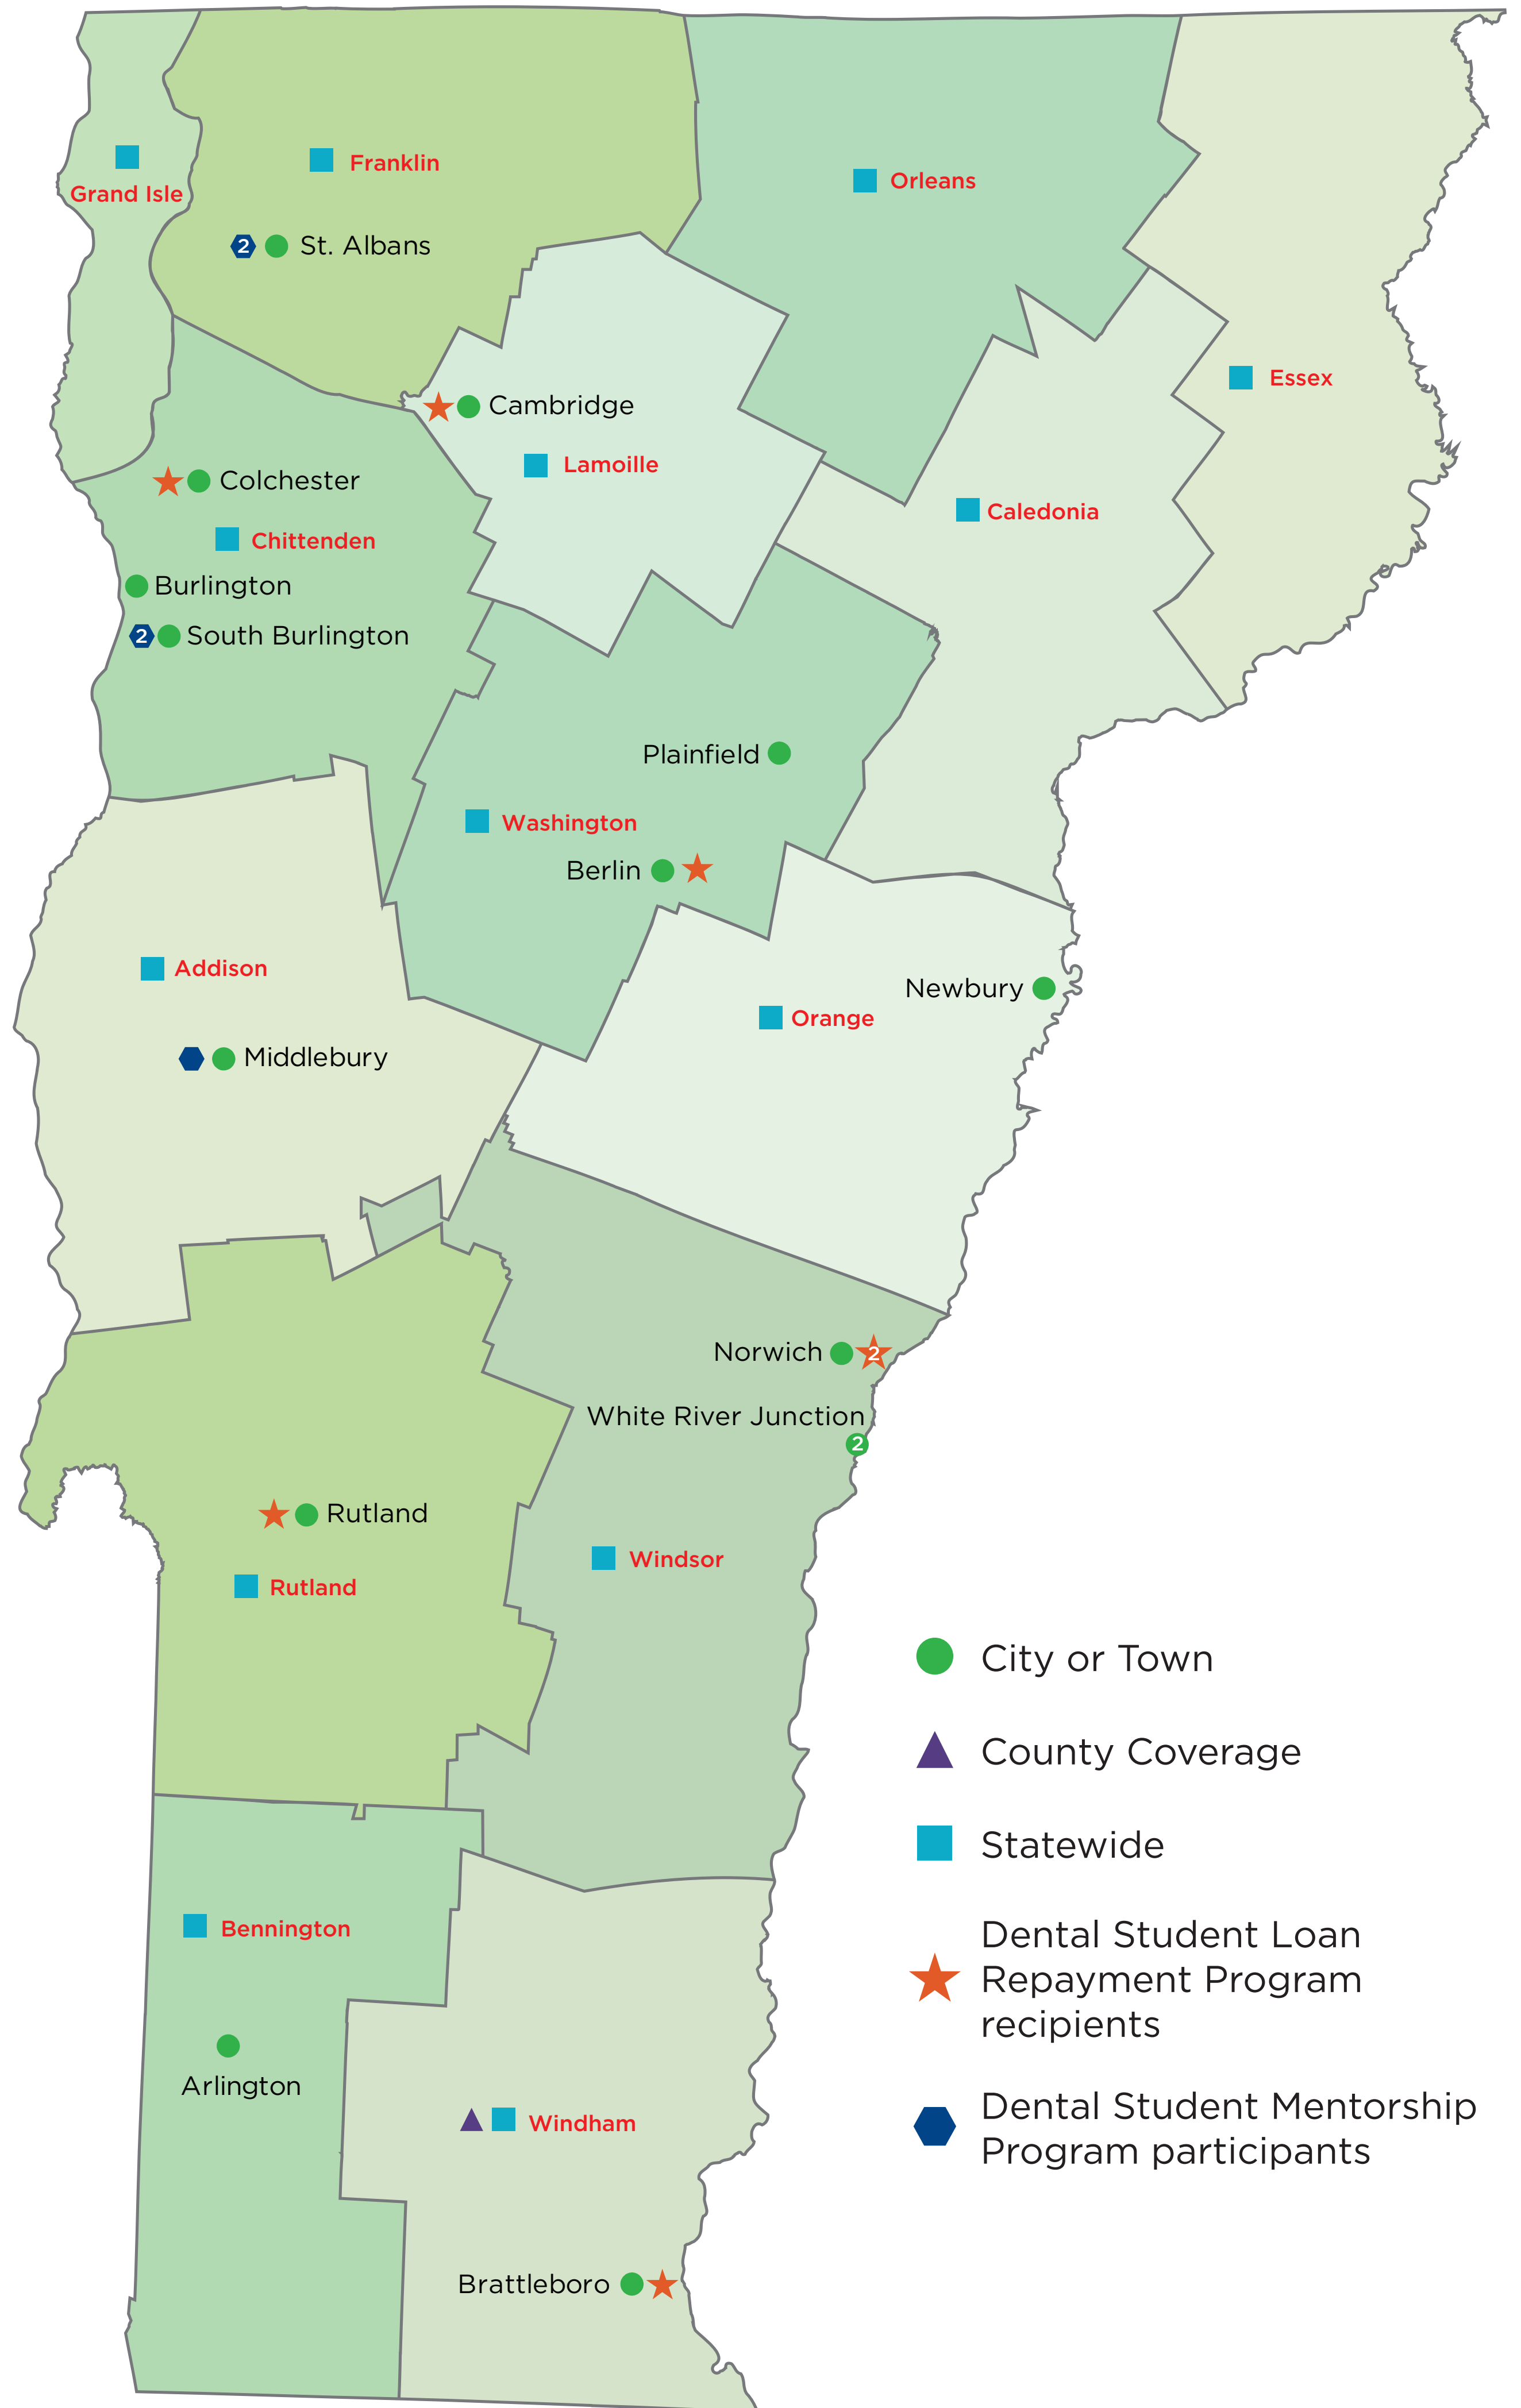 Franklin
Orleans
Grand Isle
2 St. Albans
Essex
Cambridge
Lamoille
Colchester
Caledonia
Chittenden
Burlington
2 South Burlington
Plainfield
Washington
Berlin
Addison
Newbury
Orange
Middlebury
Norwich 2
White River Junction
2
Rutland
Windsor
Rutland
City or Town
County Coverage
Statewide
Bennington
Dental Student Loan
Repayment Program
recipients
Arlington
Windham
Dental Student Mentorship
Program participants
Brattleboro